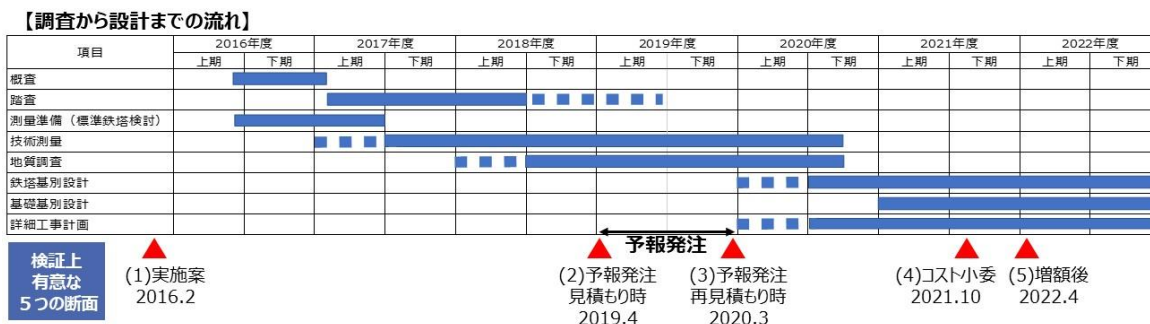 【調査から設計までの流れ】
項目 2016年度 2017年度 2018年度 2019年度 2020年度 2021年度 2022年度
上期 下期 上期 下期 上期 下期 上期 下期 上期 下期 上期 下期 上期 下期
概査
踏査
測量準備（標準鉄塔検討）
技術測量
地質調査
鉄塔基別設計
基礎基別設計
詳細工事計画
予報発注
検証上
有意な
５つの断面
(1)実施案
2016.2
(2)予報発注
見積もり時
2019.4
(3)予報発注
再見積もり時
2020.3
(4)コスト小委
2021.10
(5)増額後
2022.4